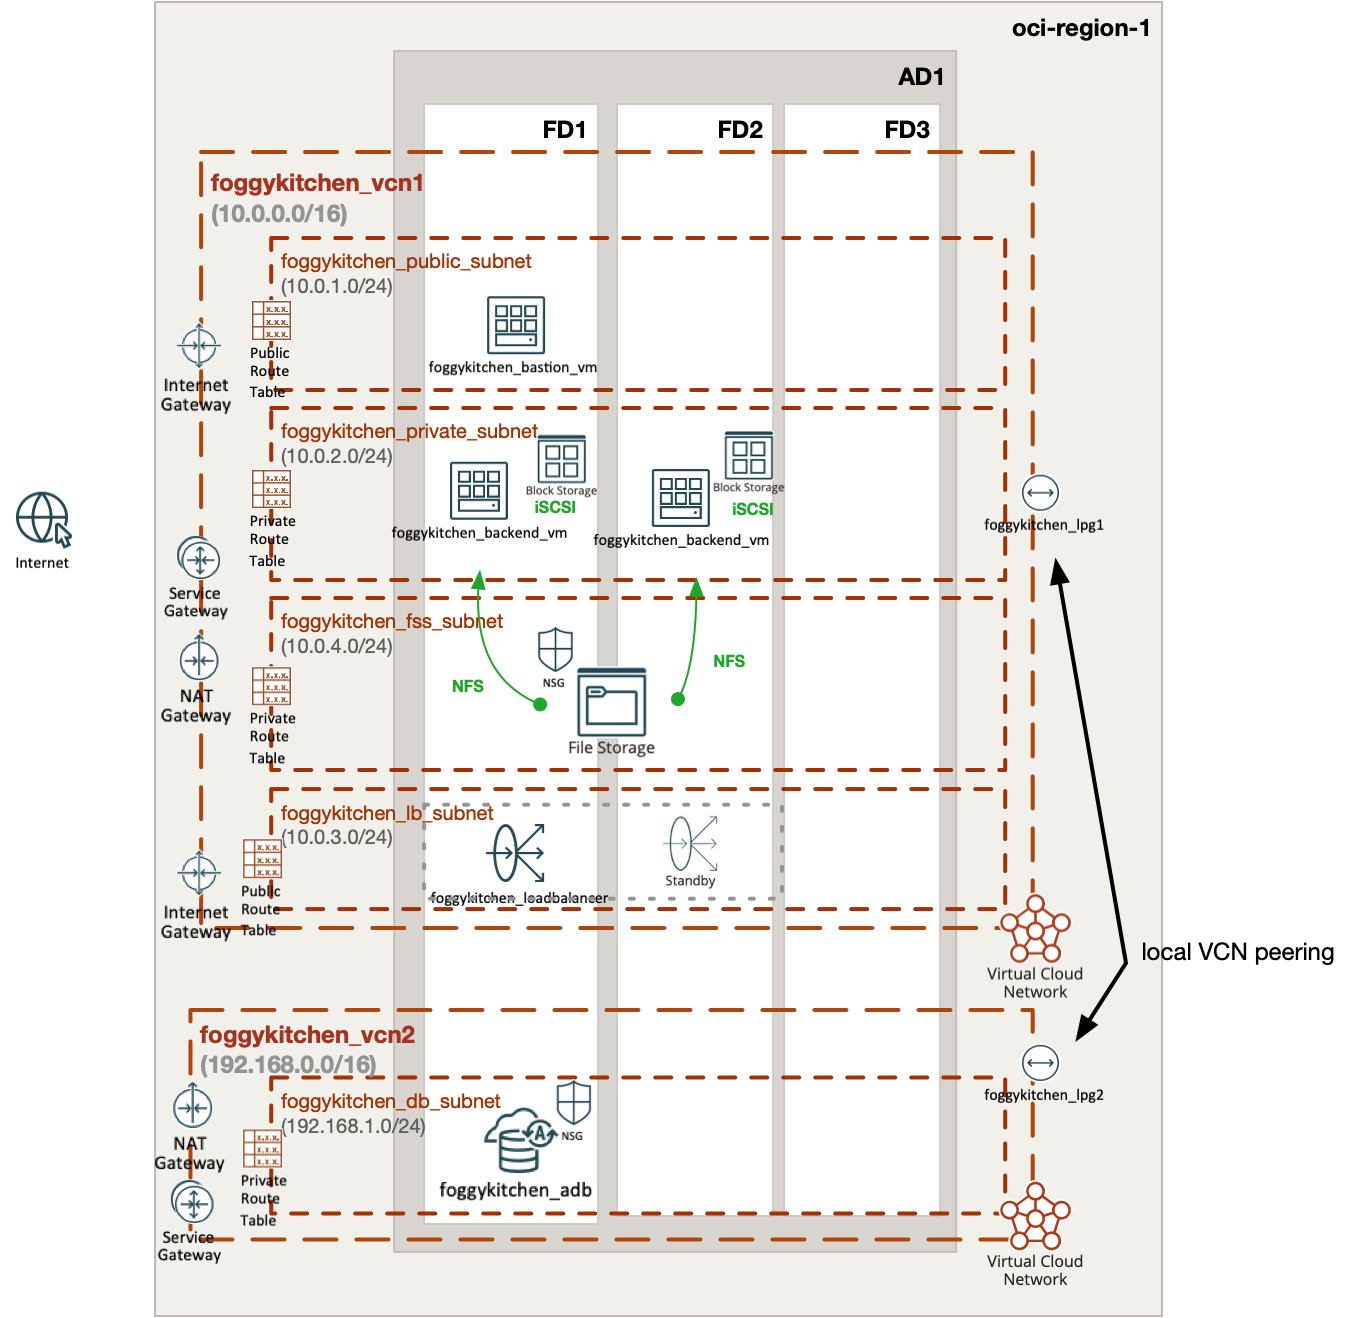 oci-region-1
AD1
FD1
FD2
FD3
foggykitchen_vcn1
(10.0.0.0/16)
foggykitchen_public_subnet
(10.0.1.0/24)
x.x.x.
x.x.x.
x.x.x.
Public
Route
Table
Internet
Gateway
foggykitchen_bastion_vm
foggykitchen_private_subnet
(10.0.2.0/24)
x.x.x.
x.x.x.
x.x.x.
Private
Route
Table
Block Storage
iSCSI
foggykitchen_backend_vm
Block Storage
iSCSI
foggykitchen_backend_vm
foggykitchen_lpg1
Internet
Service
Gateway
foggykitchen_fss_subnet
(10.0.4.0/24)
NSG
NFS
NFS
File Storage
NAT
Gateway
x.x.x.
x.x.x.
x.x.x.
Private
Route
Table
foggykitchen_lb_subnet
(10.0.3.0/24)
x.x.x.
x.x.x.
x.x.x.
Public
Route
Table
Internet
Gateway
foggykitchen_loadbalancer
Standby
Virtual Cloud
Network
local VCN peering
foggykitchen_vcn2
(192.168.0.0/16)
foggykitchen_db_subnet
(192.168.1.0/24)
NAT
Gateway
x.x.x.
x.x.x.
x.x.x.
Private
Route
Table
Service
Gateway
A
NSG
foggykitchen_adb
foggykitchen_lpg2
Virtual Cloud
Network